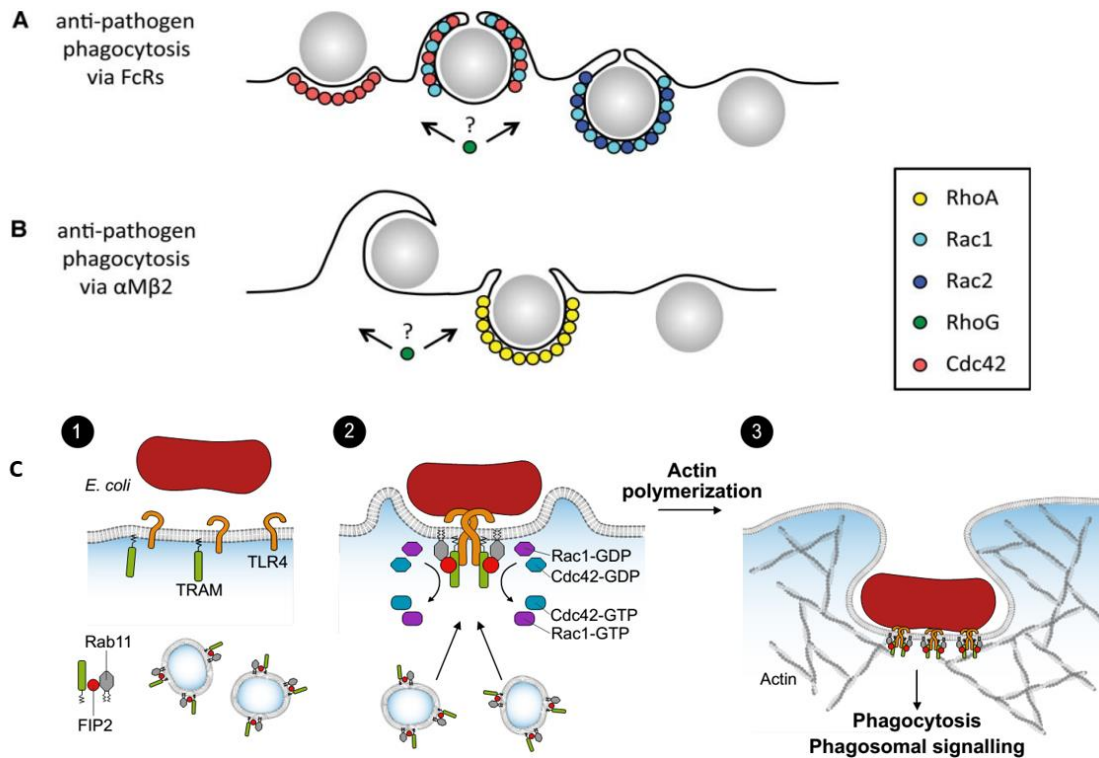 A
anti-pathogen
phagocytosis
via FcRs
?
B
anti-pathogen
phagocytosis
via αMβ2
?
RhoA
Rac1
Rac2
RhoG
Cdc42
C
1
E. coli
TLR4
TRAM
Rab11
FIP2
2
Rac1-GDP
Cdc42-GDP
Cdc42-GTP
Rac1-GTP
Actin
polymerization
3
Actin
Phagocytosis
Phagosomal signalling